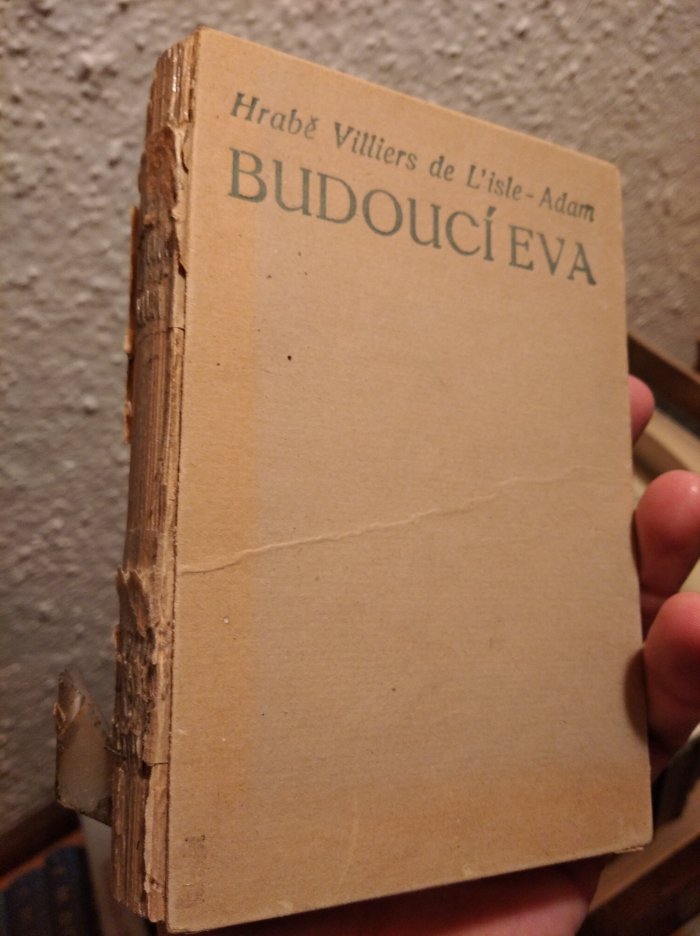 Hrabě Villiers de L'isle-Adam
BUDOUCÍ EVA